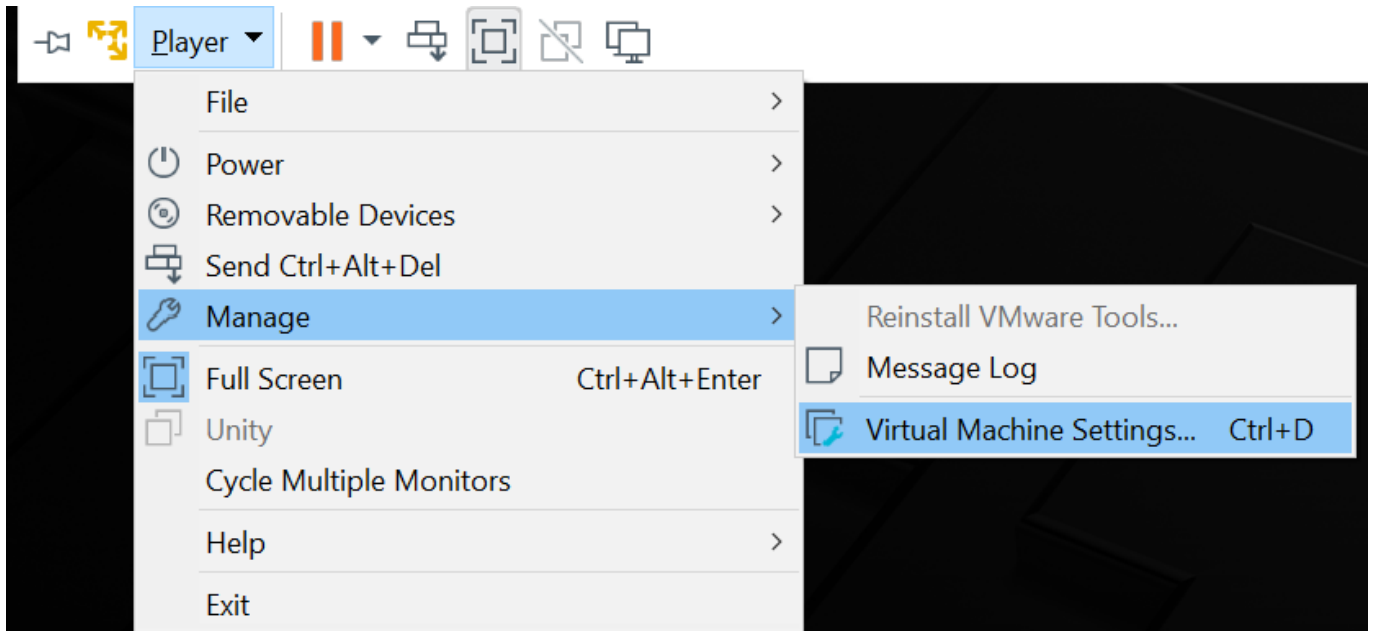 Player
File
Power
Removable Devices
Send Ctrl+Alt+Del
Manage
Reinstall VMware Tools...
Message Log
Full Screen Ctrl+Alt+Enter
Virtual Machine Settings... Ctrl+D
Unity
Cycle Multiple Monitors
Help
Exit